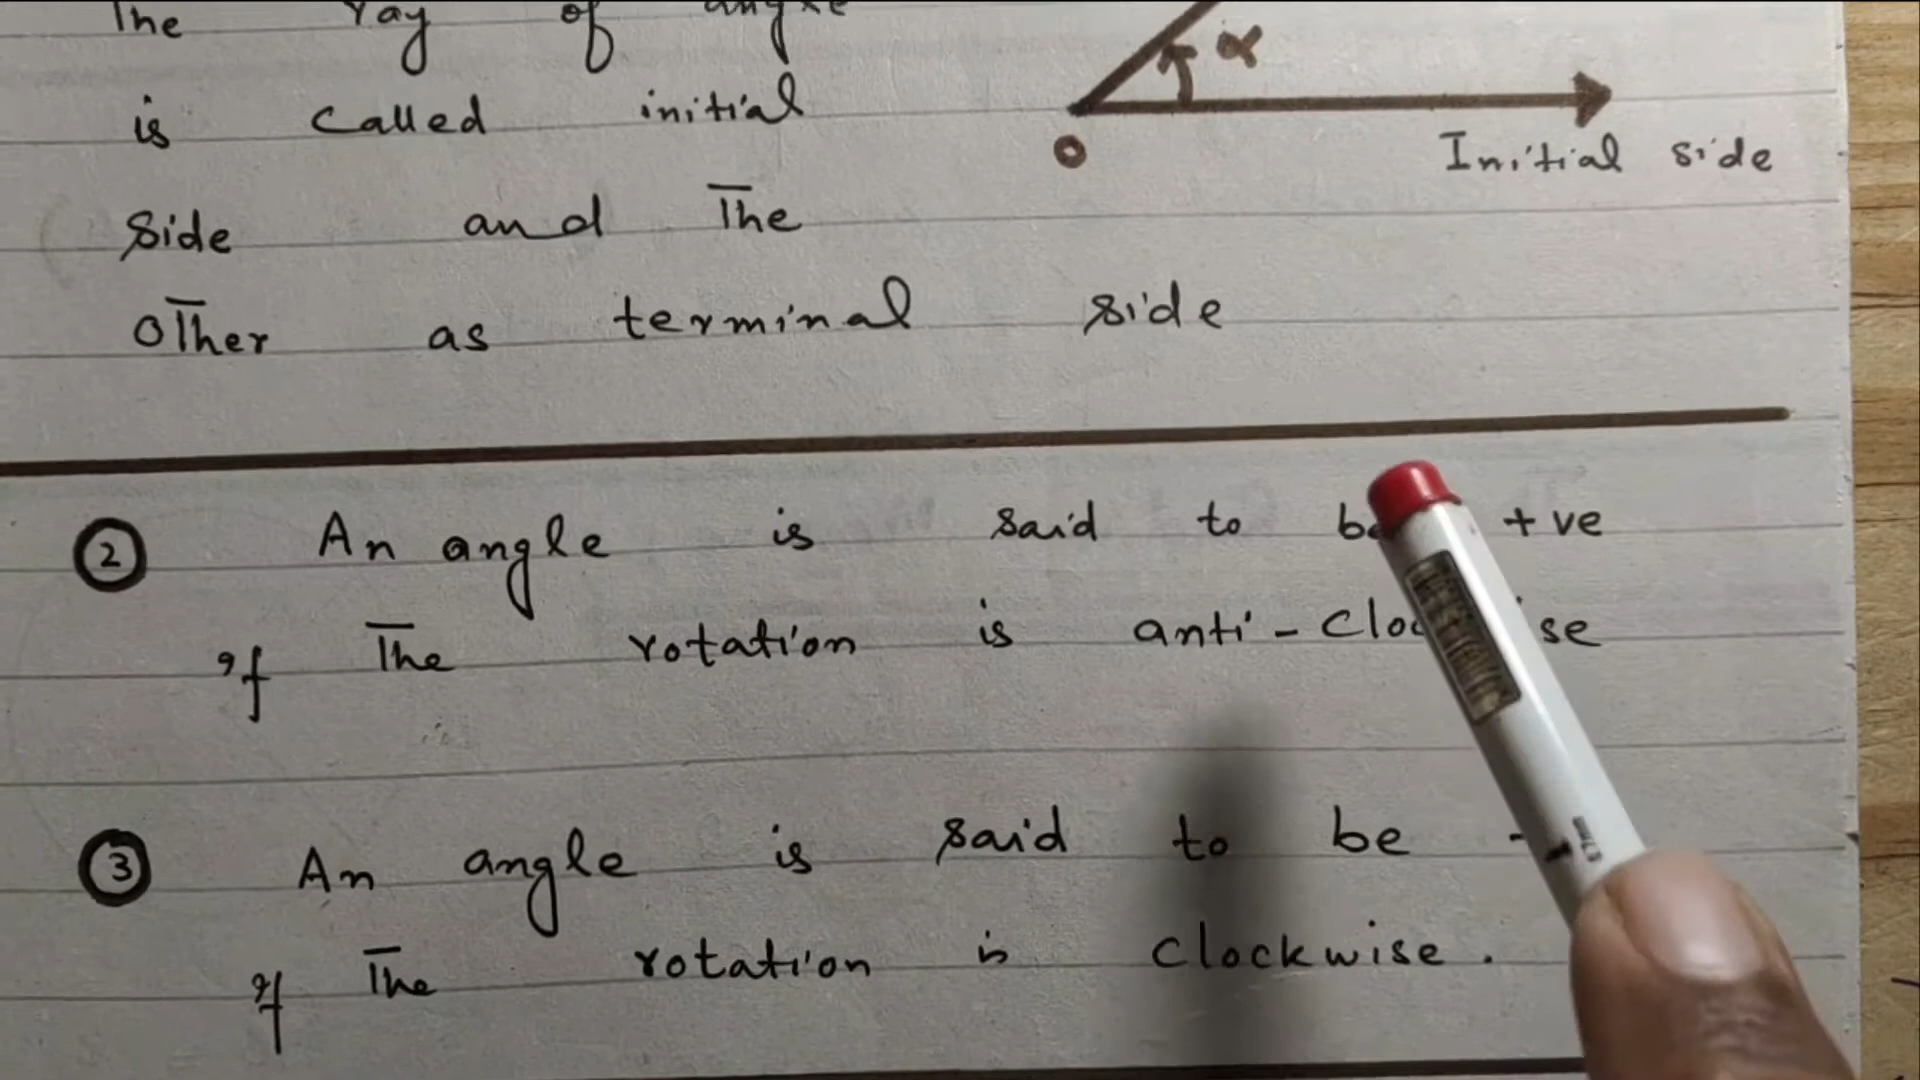 The ray of angle
is called initial
side and The
other as terminal side
α
O
Initial side
2 An angle is said to be +ve
if The rotation is anti-clockwise
3 An angle is said to be -
if The rotation is clockwise.